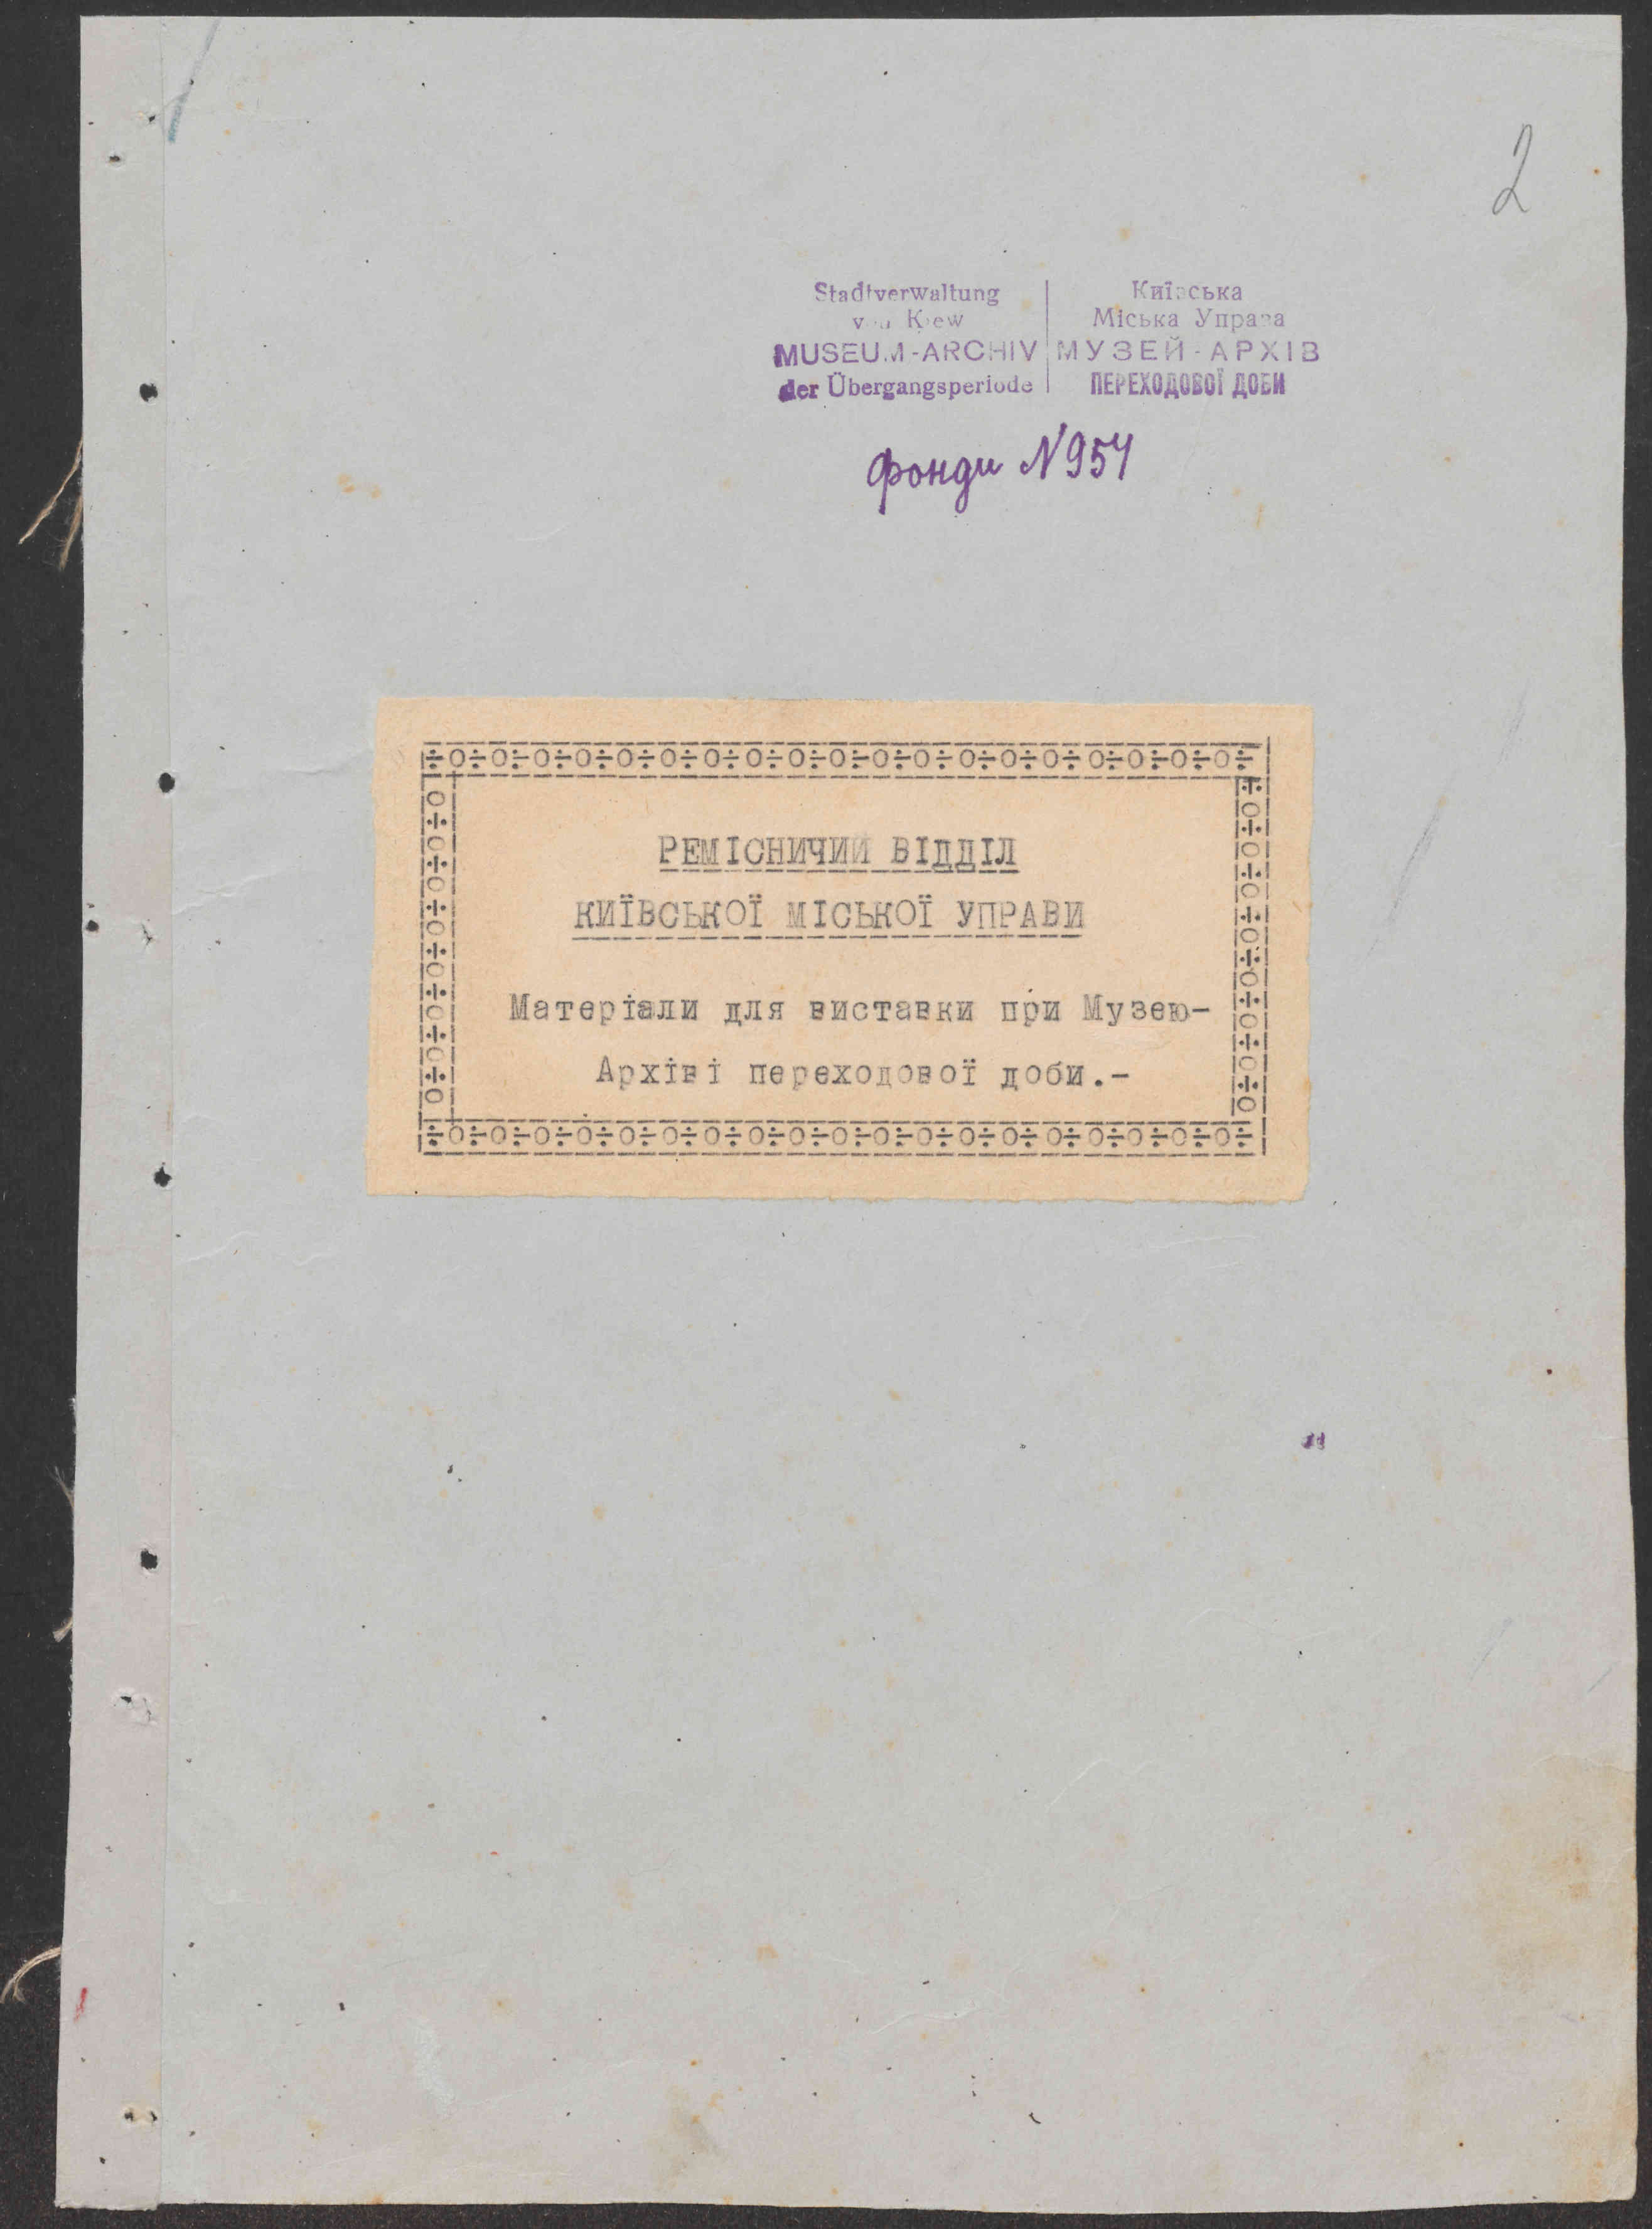 2
Stadtverwaltung
von Kiew
MUSEUM-ARCHIV
der Übergangsperiode
Київська
Міська Управа
МУЗЕЙ-АРХІВ
ПЕРЕХОДОВОЇ ДОБИ
фонди N 954
РЕМІСНИЧИЙ ВІДДІЛ
КИЇВСЬКОЇ МІСЬКОЇ УПРАВИ
Матеріали для виставки при Музею-
Архіві переходової доби.-